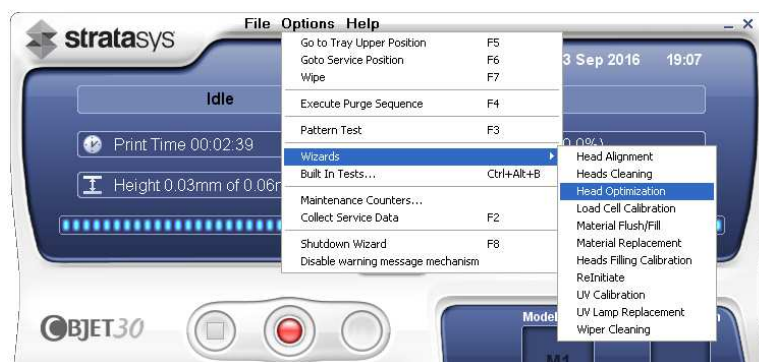 File Options Help
stratasys
Go to Tray Upper Position F5
Goto Service Position F6
Wipe F7
3 Sep 2016 19:07
Idle
Execute Purge Sequence F4
Pattern Test F3
Print Time 00:02:39
0.0%)
Wizards
Built In Tests... Ctrl+Alt+B
Height 0.03mm of 0.06m
Maintenance Counters...
Collect Service Data F2
Shutdown Wizard F8
Disable warning message mechanism
Head Alignment
Heads Cleaning
Head Optimization
Load Cell Calibration
Material Flush/Fill
Material Replacement
Heads Filling Calibration
ReInitiate
UV Calibration
UV Lamp Replacement
Wiper Cleaning
OBJET30
Model
M1